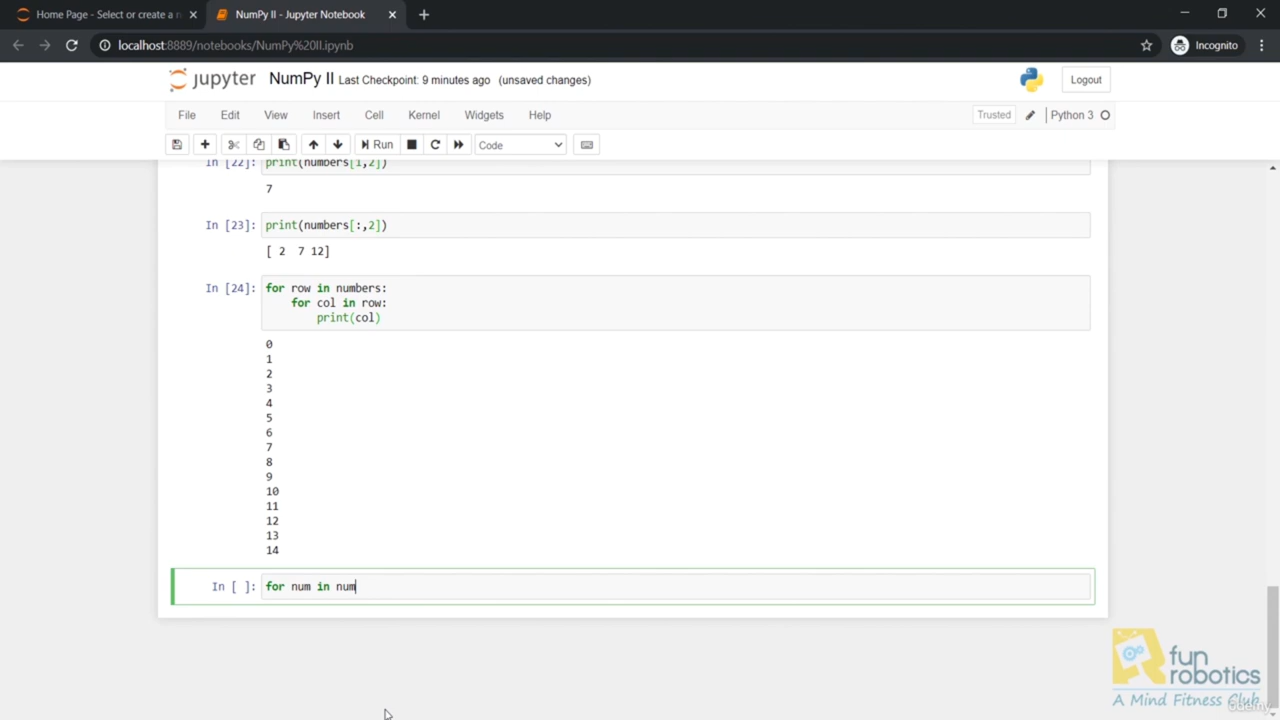 Home Page - Select or create a n
NumPy II - Jupyter Notebook
localhost:8889/notebooks/NumPy%20II.ipynb
Incognito
jupyter NumPy II Last Checkpoint: 9 minutes ago (unsaved changes)
Logout
File Edit View Insert Cell Kernel Widgets Help
Trusted Python 3
Run Code
In [22]: print(numbers[1,2])
7
In [23]: print(numbers[:,2])
[ 2  7 12]
In [24]: for row in numbers:
    for col in row:
        print(col)
0
1
2
3
4
5
6
7
8
9
10
11
12
13
14
In [ ]: for num in num
fun
robotics
A Mind Fitness Club
Udemy